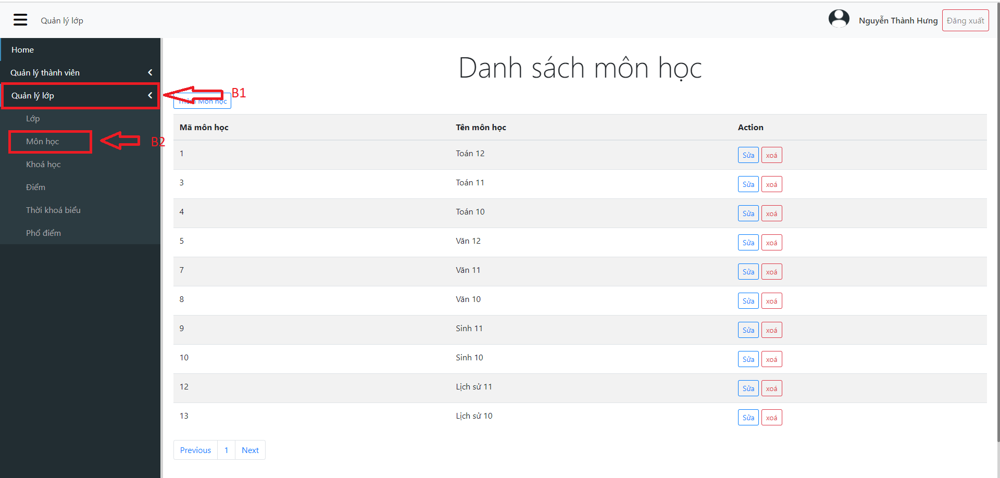 Quản lý lớp
Nguyễn Thành Hưng
Đăng xuất
Home
Quản lý thành viên
Quản lý lớp
Lớp
Môn học
Khoá học
Điểm
Thời khoá biểu
Phổ điểm
B1
B2
Danh sách môn học
Thêm Môn học
Mã môn học Tên môn học Action
1 Toán 12 Sửa xoá
3 Toán 11 Sửa xoá
4 Toán 10 Sửa xoá
5 Văn 12 Sửa xoá
7 Văn 11 Sửa xoá
8 Văn 10 Sửa xoá
9 Sinh 11 Sửa xoá
10 Sinh 10 Sửa xoá
12 Lịch sử 11 Sửa xoá
13 Lịch sử 10 Sửa xoá
Previous 1 Next